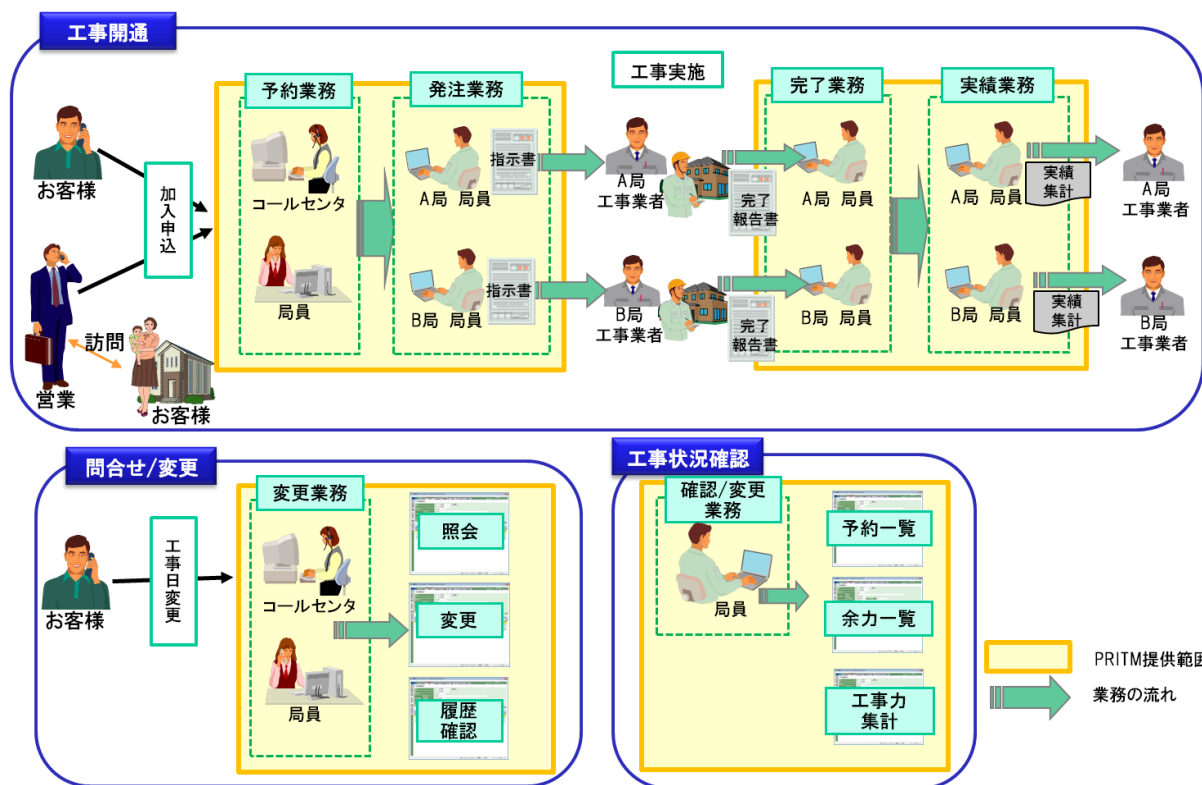 工事開通
工事実施
予約業務
発注業務
完了業務
実績業務
お客様
加入申込
コールセンタ
局員
営業
訪問
お客様
指示書
A局 局員
指示書
B局 局員
A局
工事業者
完了
報告書
B局
工事業者
完了
報告書
A局 局員
B局 局員
A局 局員
実績
集計
B局 局員
実績
集計
A局
工事業者
B局
工事業者
問合せ/変更
お客様
工事日変更
変更業務
コールセンタ
局員
照会
変更
履歴
確認
工事状況確認
確認/変更
業務
局員
予約一覧
余力一覧
工事力
集計
PRITM提供範囲
業務の流れ